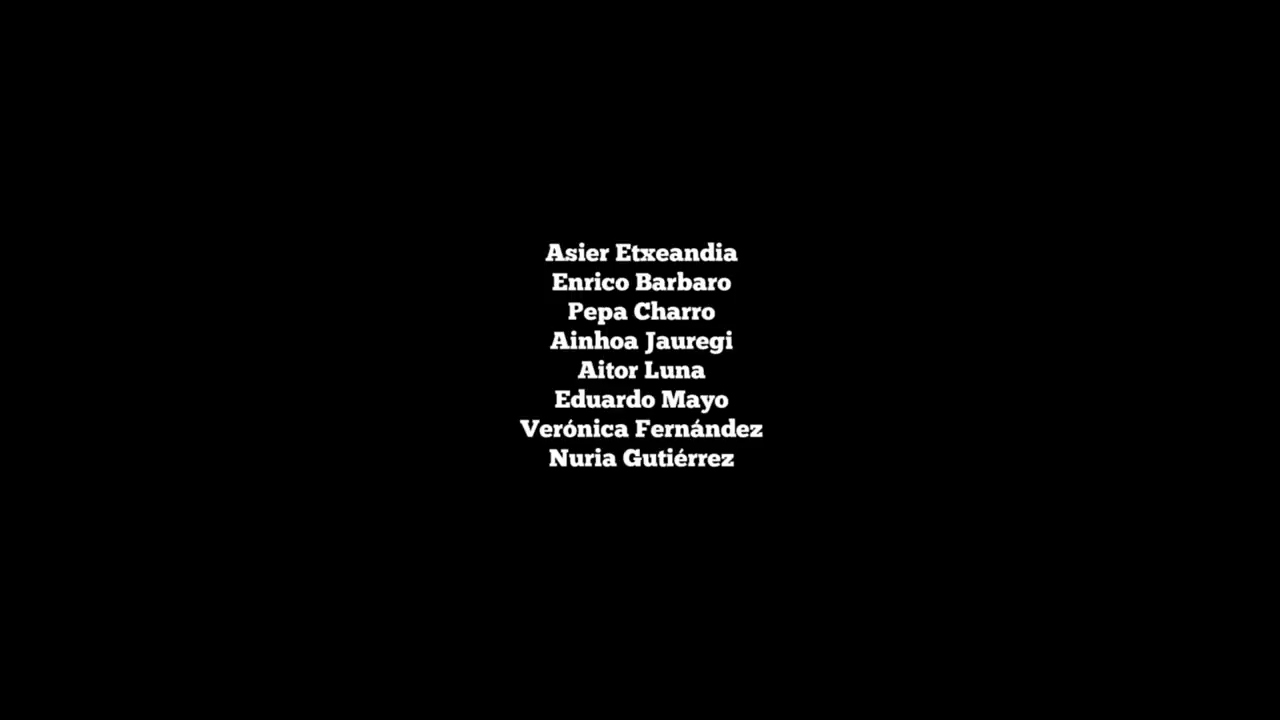 Asier Etxeandia
Enrico Barbaro
Pepa Charro
Ainhoa Jauregi
Aitor Luna
Eduardo Mayo
Verónica Fernández
Nuria Gutiérrez